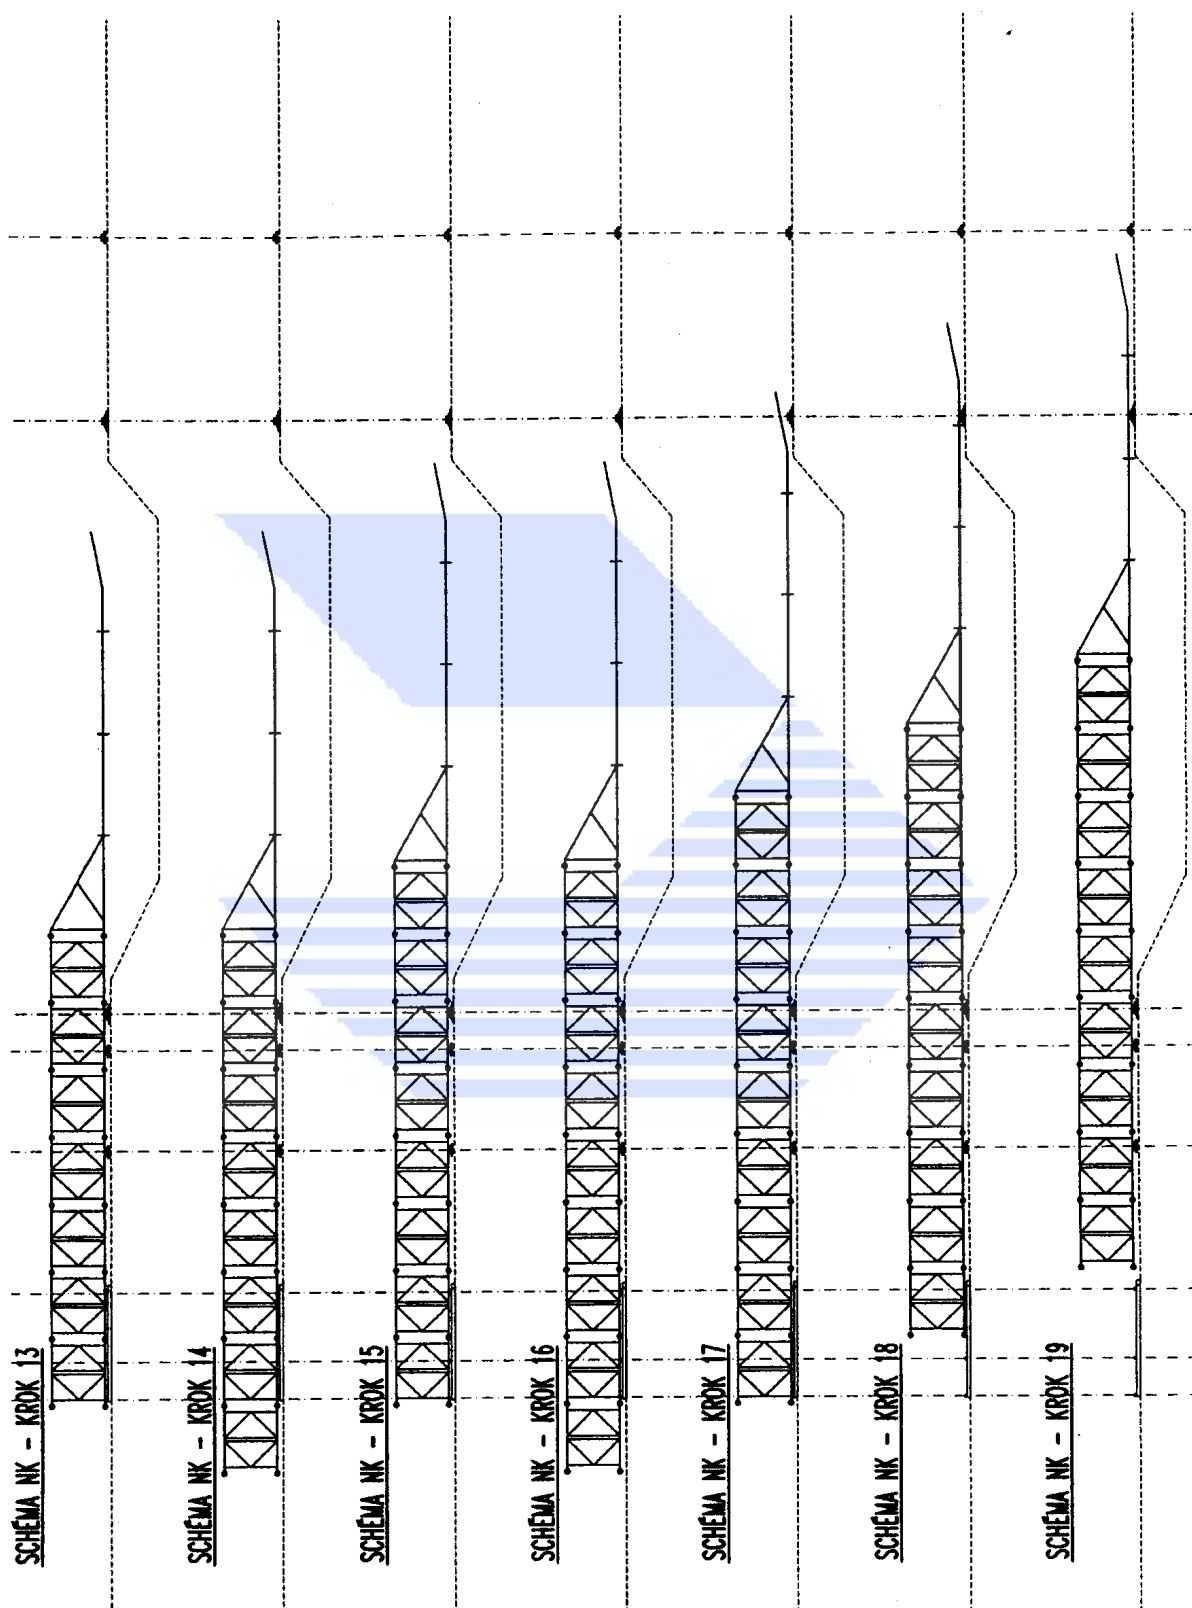 SCHÉMA NK - KROK 13
SCHÉMA NK - KROK 14
SCHÉMA NK - KROK 15
SCHÉMA NK - KROK 16
SCHÉMA NK - KROK 17
SCHÉMA NK - KROK 18
SCHÉMA NK - KROK 19